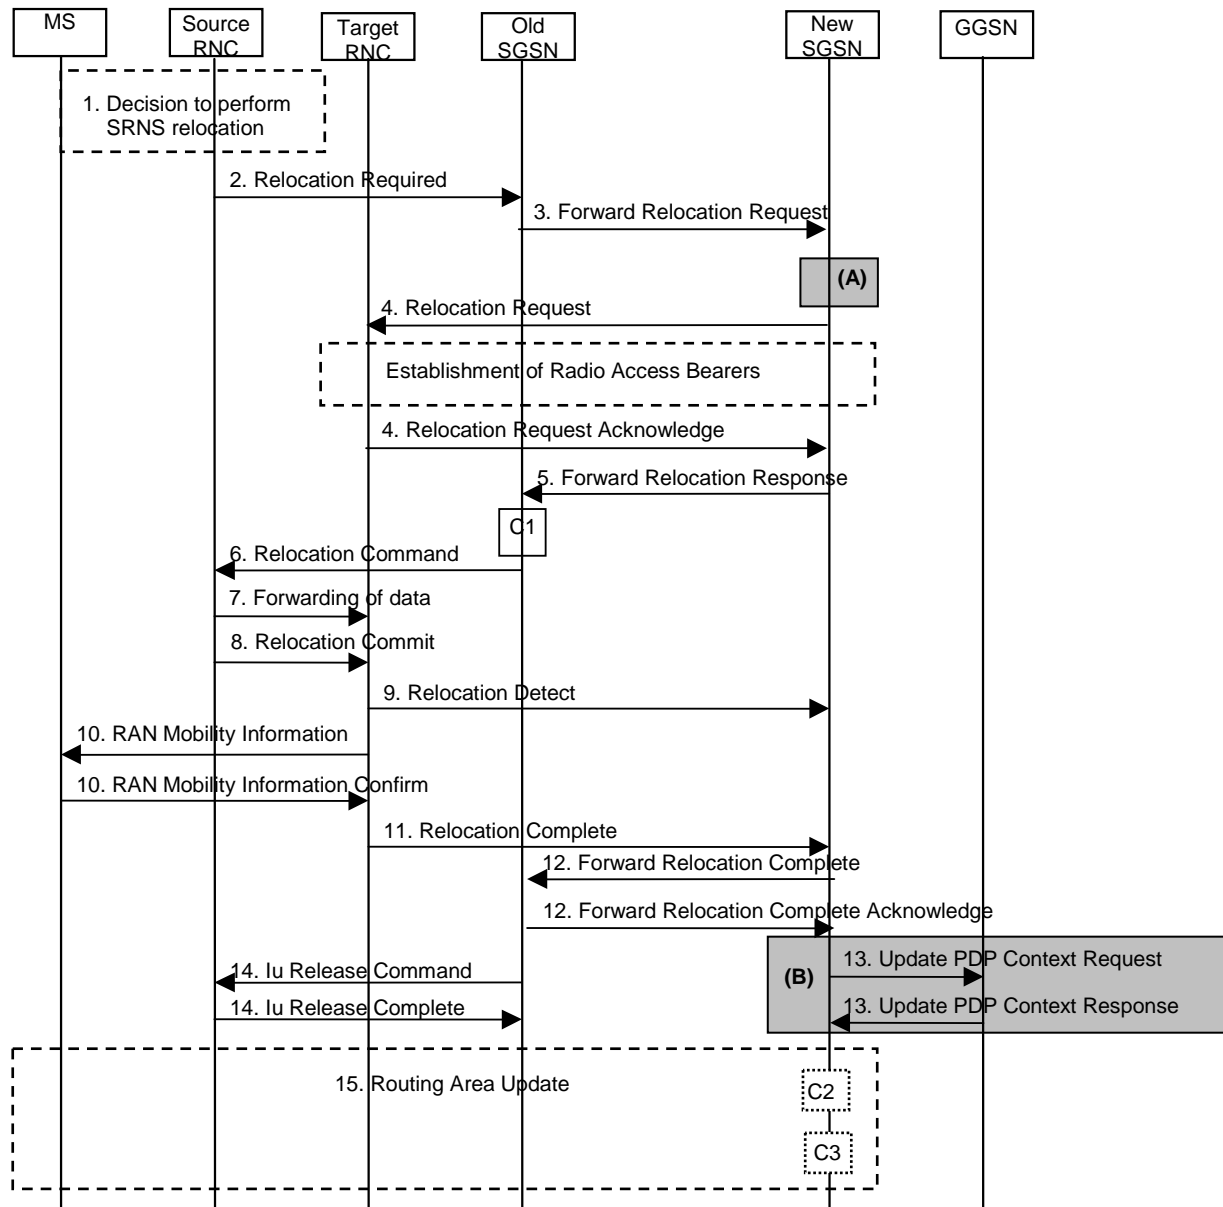 MS
Source
RNC
Target
RNC
Old
SGSN
New
SGSN
GGSN
1. Decision to perform
SRNS relocation
2. Relocation Required
3. Forward Relocation Request
(A)
4. Relocation Request
Establishment of Radio Access Bearers
4. Relocation Request Acknowledge
5. Forward Relocation Response
C1
6. Relocation Command
7. Forwarding of data
8. Relocation Commit
9. Relocation Detect
10. RAN Mobility Information
10. RAN Mobility Information Confirm
11. Relocation Complete
12. Forward Relocation Complete
12. Forward Relocation Complete Acknowledge
(B)
13. Update PDP Context Request
14. Iu Release Command
13. Update PDP Context Response
14. Iu Release Complete
15. Routing Area Update
C2
C3